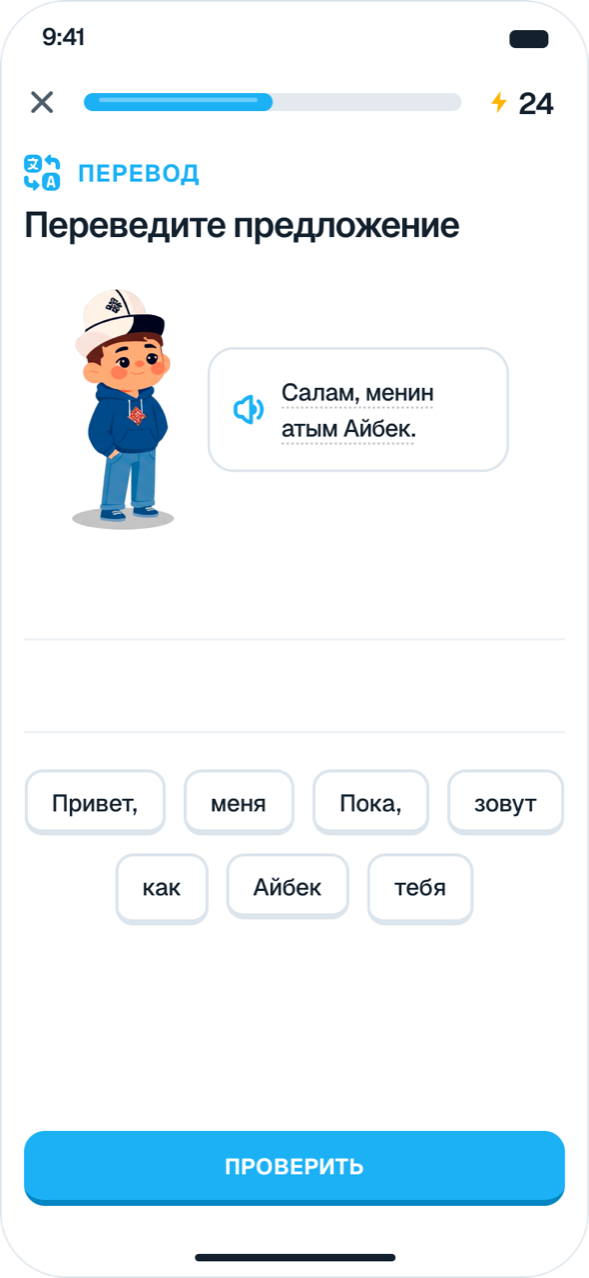 9:41
24
ПЕРЕВОД
Переведите предложение
Салам, менин
атым Айбек.
Привет, меня Пока, зовут
как Айбек тебя
ПРОВЕРИТЬ